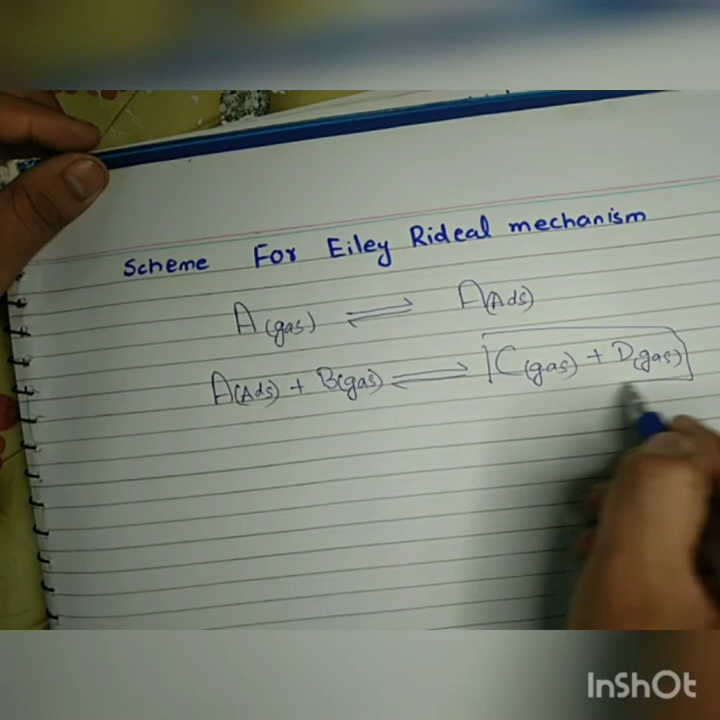 Scheme For Eiley Rideal mechanism
A(gas) ⇌ A(Ads)
A(Ads) + B(gas) ⇌ C(gas) + D(gas)
InShOt